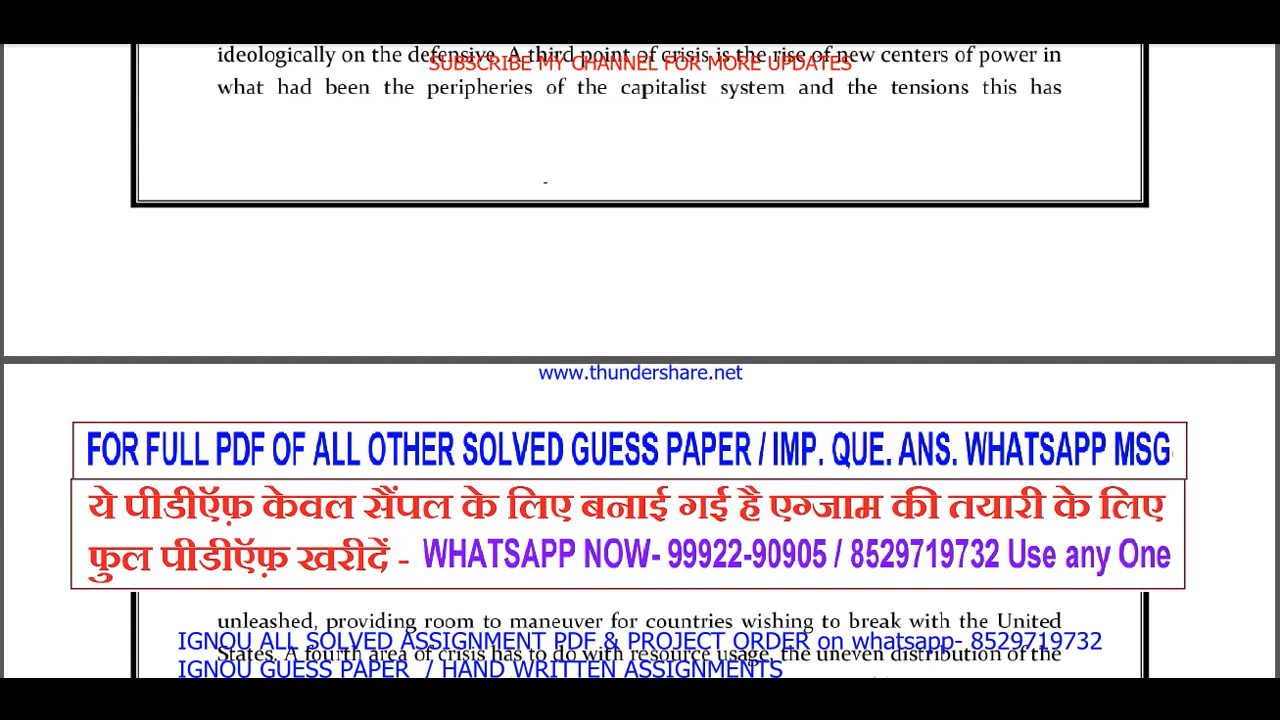 ideologically on the defensive. A third point of crisis is the rise of new centers of power in
SUBSCRIBE MY CHANNEL FOR MORE UPDATES
what had been the peripheries of the capitalist system and the tensions this has
-
www.thundershare.net
FOR FULL PDF OF ALL OTHER SOLVED GUESS PAPER / IMP. QUE. ANS. WHATSAPP MSG
ये पीडीऍफ़ केवल सैंपल के लिए बनाई गई है एग्जाम की तयारी के लिए
फुल पीडीऍफ़ खरीदें - WHATSAPP NOW- 99922-90905 / 8529719732 Use any One
unleashed, providing room to maneuver for countries wishing to break with the United
IGNOU ALL SOLVED ASSIGNMENT PDF & PROJECT ORDER on whatsapp- 8529719732
States. A fourth area of crisis has to do with resource usage, the uneven distribution of the
IGNOU GUESS PAPER / HAND WRITTEN ASSIGNMENTS